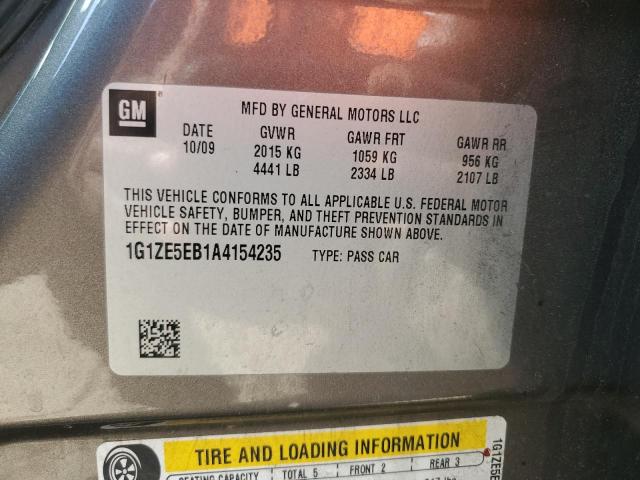 GM
MFD BY GENERAL MOTORS LLC
DATE GVWR GAWR FRT GAWR RR
10/09 2015 KG 1059 KG 956 KG
4441 LB 2334 LB 2107 LB
THIS VEHICLE CONFORMS TO ALL APPLICABLE U.S. FEDERAL MOTOR
VEHICLE SAFETY, BUMPER, AND THEFT PREVENTION STANDARDS IN
EFFECT ON THE DATE OF MANUFACTURE SHOWN ABOVE.
1G1ZE5EB1A4154235 TYPE: PASS CAR
TIRE AND LOADING INFORMATION
SEATING CAPACITY TOTAL 5 FRONT 2 REAR 3
1G1ZE5E